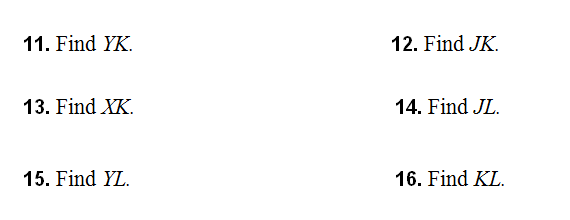 11. Find YK. 12. Find JK.
13. Find XK. 14. Find JL.
15. Find YL. 16. Find KL.